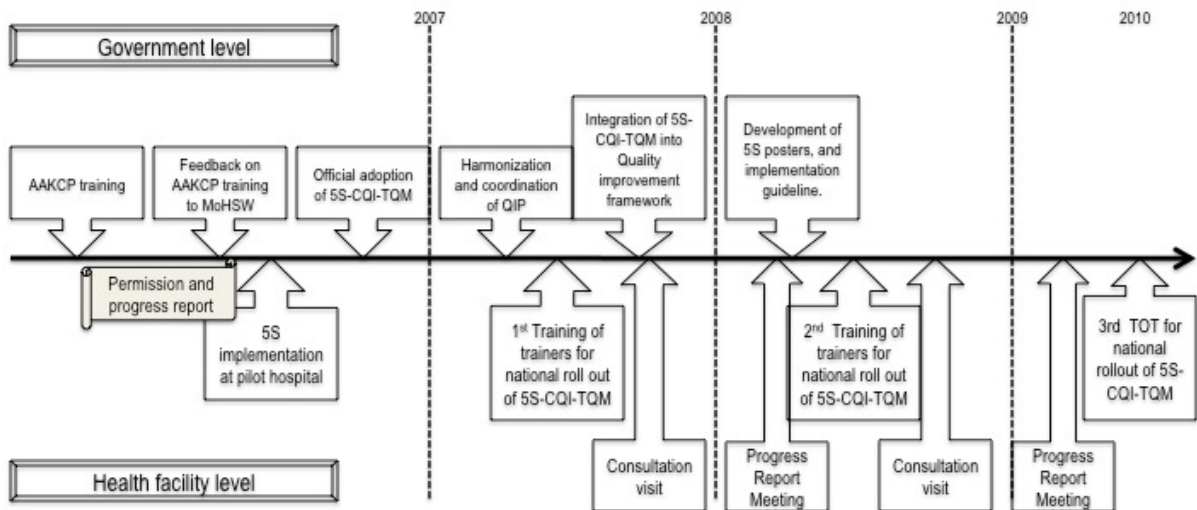 2007
2008
2009
2010
Government level
AAKCP training
Feedback on
AAKCP training
to MoHSW
Official adoption
of 5S-CQI-TQM
Harmonization
and coordination
of QIP
Integration of 5S-
CQI-TQM into
Quality
improvement
framework
Development of
5S posters, and
implementation
guideline.
Permission and
progress report
5S
implementation
at pilot hospital
1st Training of
trainers for
national roll out
of 5S-CQI-TQM
2nd Training of
trainers for
national roll out
of 5S-CQI-TQM
3rd TOT for
national
rollout of 5S-
CQI-TQM
Consultation
visit
Progress
Report
Meeting
Consultation
visit
Progress
Report
Meeting
Health facility level